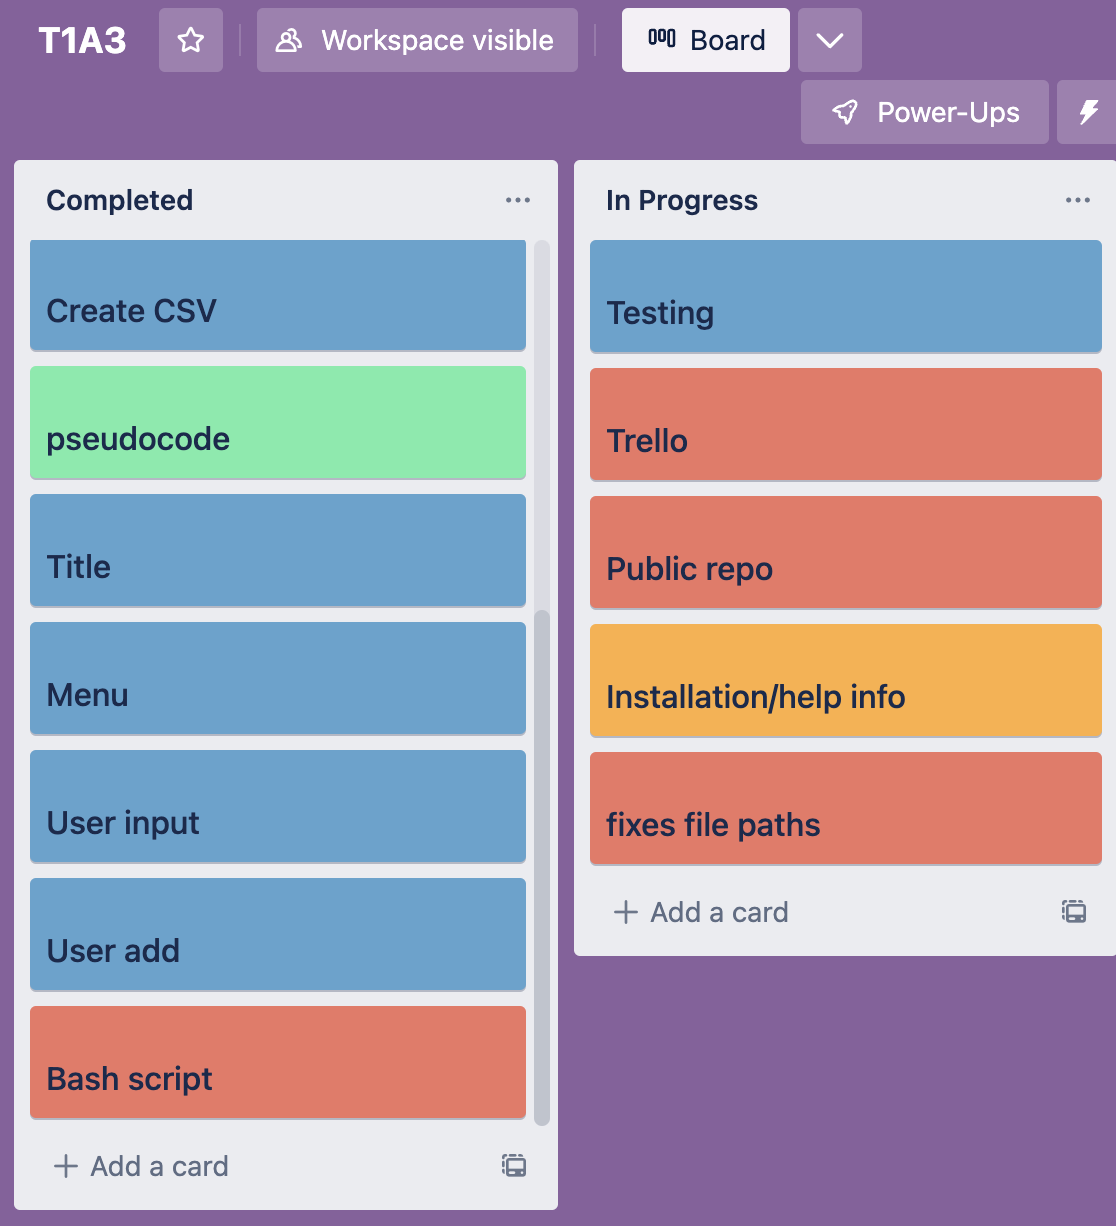 T1A3
Workspace visible
Board
Power-Ups
Completed
Create CSV
pseudocode
Title
Menu
User input
User add
Bash script
Add a card
In Progress
Testing
Trello
Public repo
Installation/help info
fixes file paths
Add a card